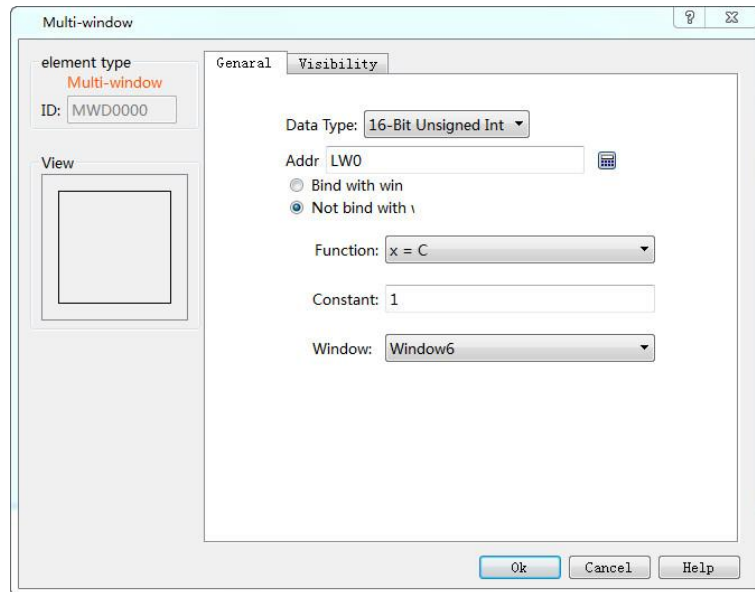 Multi-window
element type
Multi-window
ID: MWD0000
View
Genaral Visibility
Data Type: 16-Bit Unsigned Int
Addr LW0
Bind with win
Not bind with
Function: x = C
Constant: 1
Window: Window6
Ok Cancel Help